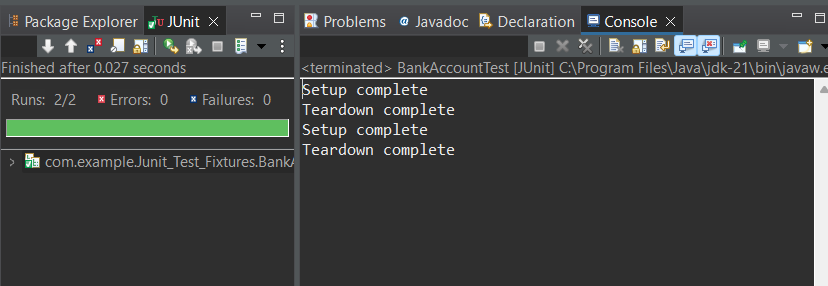 Package Explorer JUnit
Finished after 0.027 seconds
Runs: 2/2 Errors: 0 Failures: 0
com.example.Junit_Test_Fixtures.BankA
Problems @ Javadoc Declaration Console
<terminated> BankAccountTest [JUnit] C:\Program Files\Java\jdk-21\bin\javaw.e
Setup complete
Teardown complete
Setup complete
Teardown complete